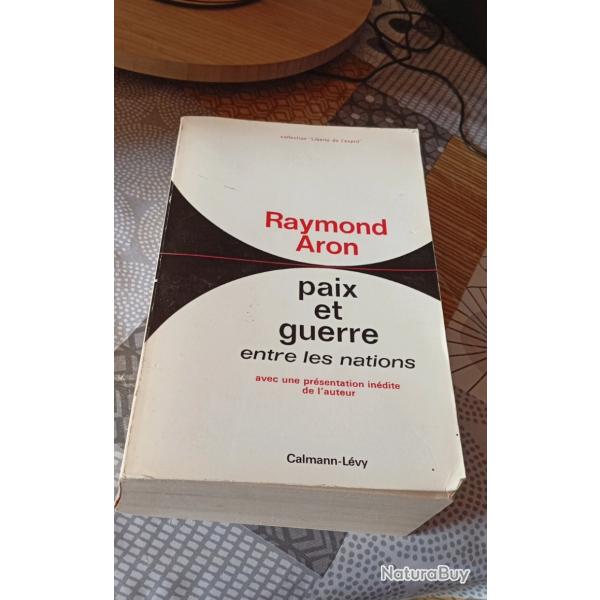 collection "Liberté de l'esprit"
Raymond
Aron
paix
et
guerre
entre les nations
avec une présentation inédite
de l'auteur
Calmann-Lévy
NaturaBuy